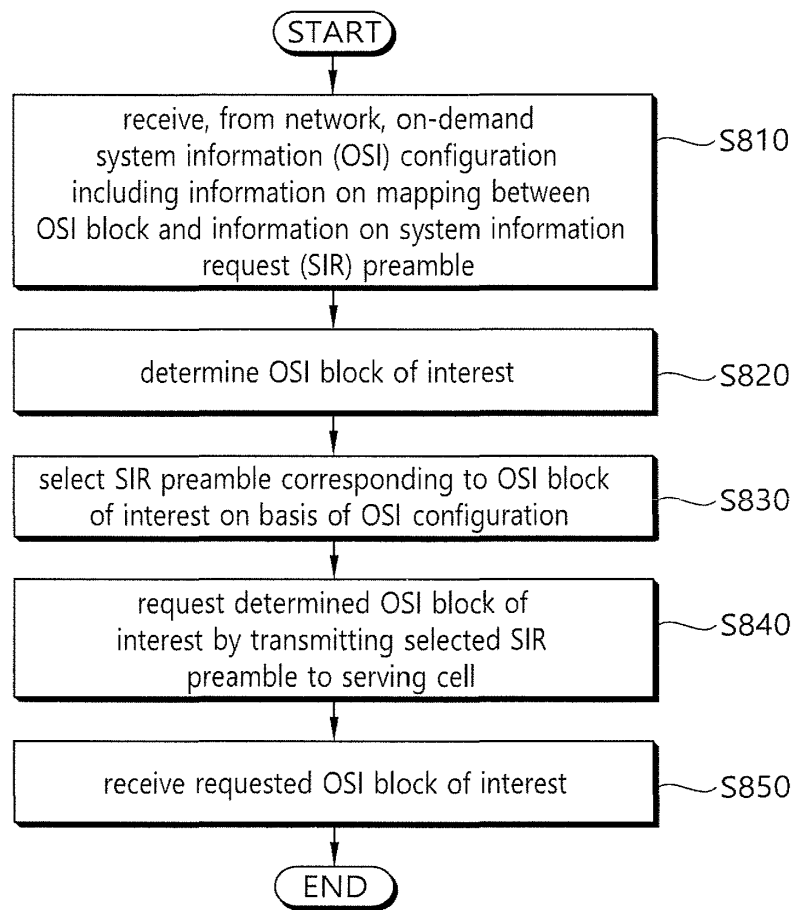 START
receive, from network, on-demand
system information (OSI) configuration
including information on mapping between
OSI block and information on system information
request (SIR) preamble
S810
determine OSI block of interest
S820
select SIR preamble corresponding to OSI block
of interest on basis of OSI configuration
S830
request determined OSI block of
interest by transmitting selected SIR
preamble to serving cell
S840
receive requested OSI block of interest
S850
END